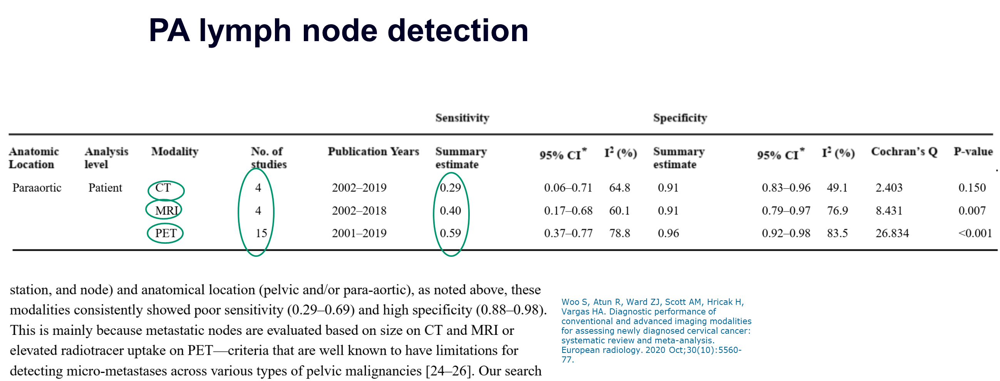 PA lymph node detection
Sensitivity Specificity
Anatomic Location Analysis level Modality No. of studies Publication Years Summary estimate 95% CI* I² (%) Summary estimate 95% CI* I² (%) Cochran’s Q P-value
.
Paraaortic Patient CT 4 2002–2019 0.29 0.06–0.71 64.8 0.91 0.83–0.96 49.1 2.403 0.150
MRI 4 2002–2018 0.40 0.17–0.68 60.1 0.91 0.79–0.97 76.9 8.431 0.007
PET 15 2001–2019 0.59 0.37–0.77 78.8 0.96 0.92–0.98 83.5 26.834 <0.001
station, and node) and anatomical location (pelvic and/or para-aortic), as noted above, these
modalities consistently showed poor sensitivity (0.29–0.69) and high specificity (0.88–0.98).
This is mainly because metastatic nodes are evaluated based on size on CT and MRI or
elevated radiotracer uptake on PET—criteria that are well known to have limitations for
detecting micro-metastases across various types of pelvic malignancies [24–26]. Our search
Woo S, Atun R, Ward ZJ, Scott AM, Hricak H,
Vargas HA. Diagnostic performance of
conventional and advanced imaging modalities
for assessing newly diagnosed cervical cancer:
systematic review and meta-analysis.
European radiology. 2020 Oct;30(10):5560-
77.